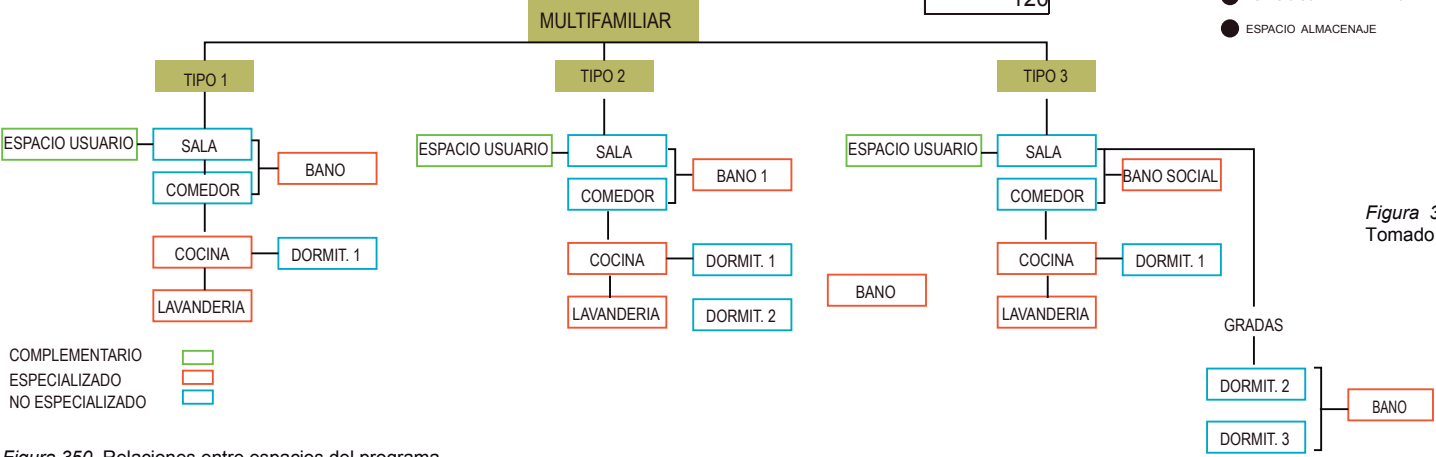 MULTIFAMILIAR
120
ESPACIO ALMACENAJE
TIPO 1
TIPO 2
TIPO 3
ESPACIO USUARIO
SALA
COMEDOR
BANO
COCINA
DORMIT. 1
LAVANDERIA
ESPACIO USUARIO
SALA
COMEDOR
BANO 1
COCINA
DORMIT. 1
LAVANDERIA
DORMIT. 2
BANO
ESPACIO USUARIO
SALA
COMEDOR
BANO SOCIAL
COCINA
DORMIT. 1
LAVANDERIA
GRADAS
DORMIT. 2
DORMIT. 3
BANO
Figura 3
Tomado
COMPLEMENTARIO
ESPECIALIZADO
NO ESPECIALIZADO
Figura 350. Relaciones entre espacios del programa